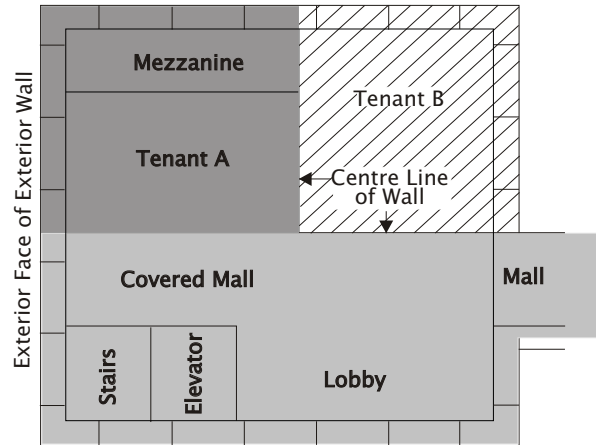 Exterior Face of Exterior Wall
Mezzanine
Tenant B
Tenant A
Centre Line
of Wall
Covered Mall
Mall
Stairs
Elevator
Lobby